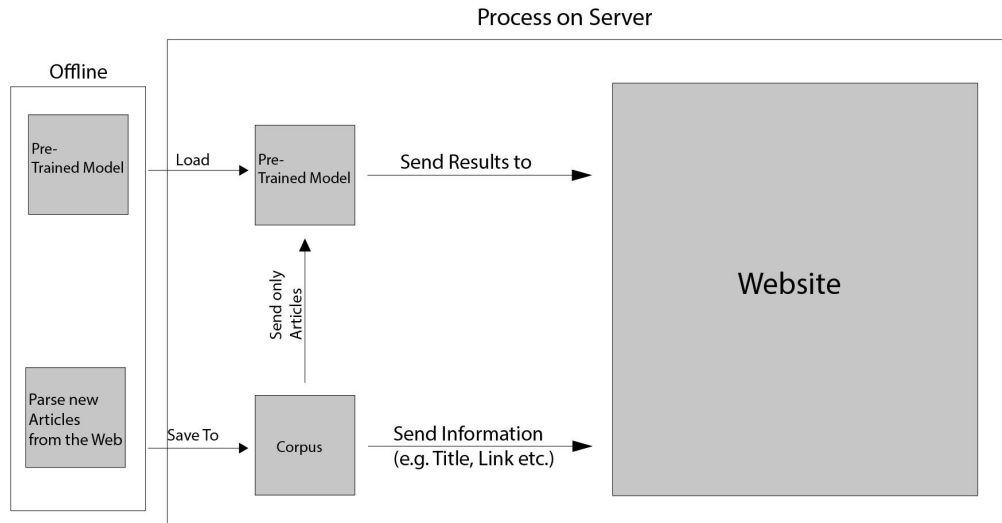 Process on Server
Offline
Pre-
Trained Model
Load
Pre-
Trained Model
Send Results to
Send only
Articles
Website
Parse new
Articles
from the Web
Save To
Corpus
Send Information
(e.g. Title, Link etc.)